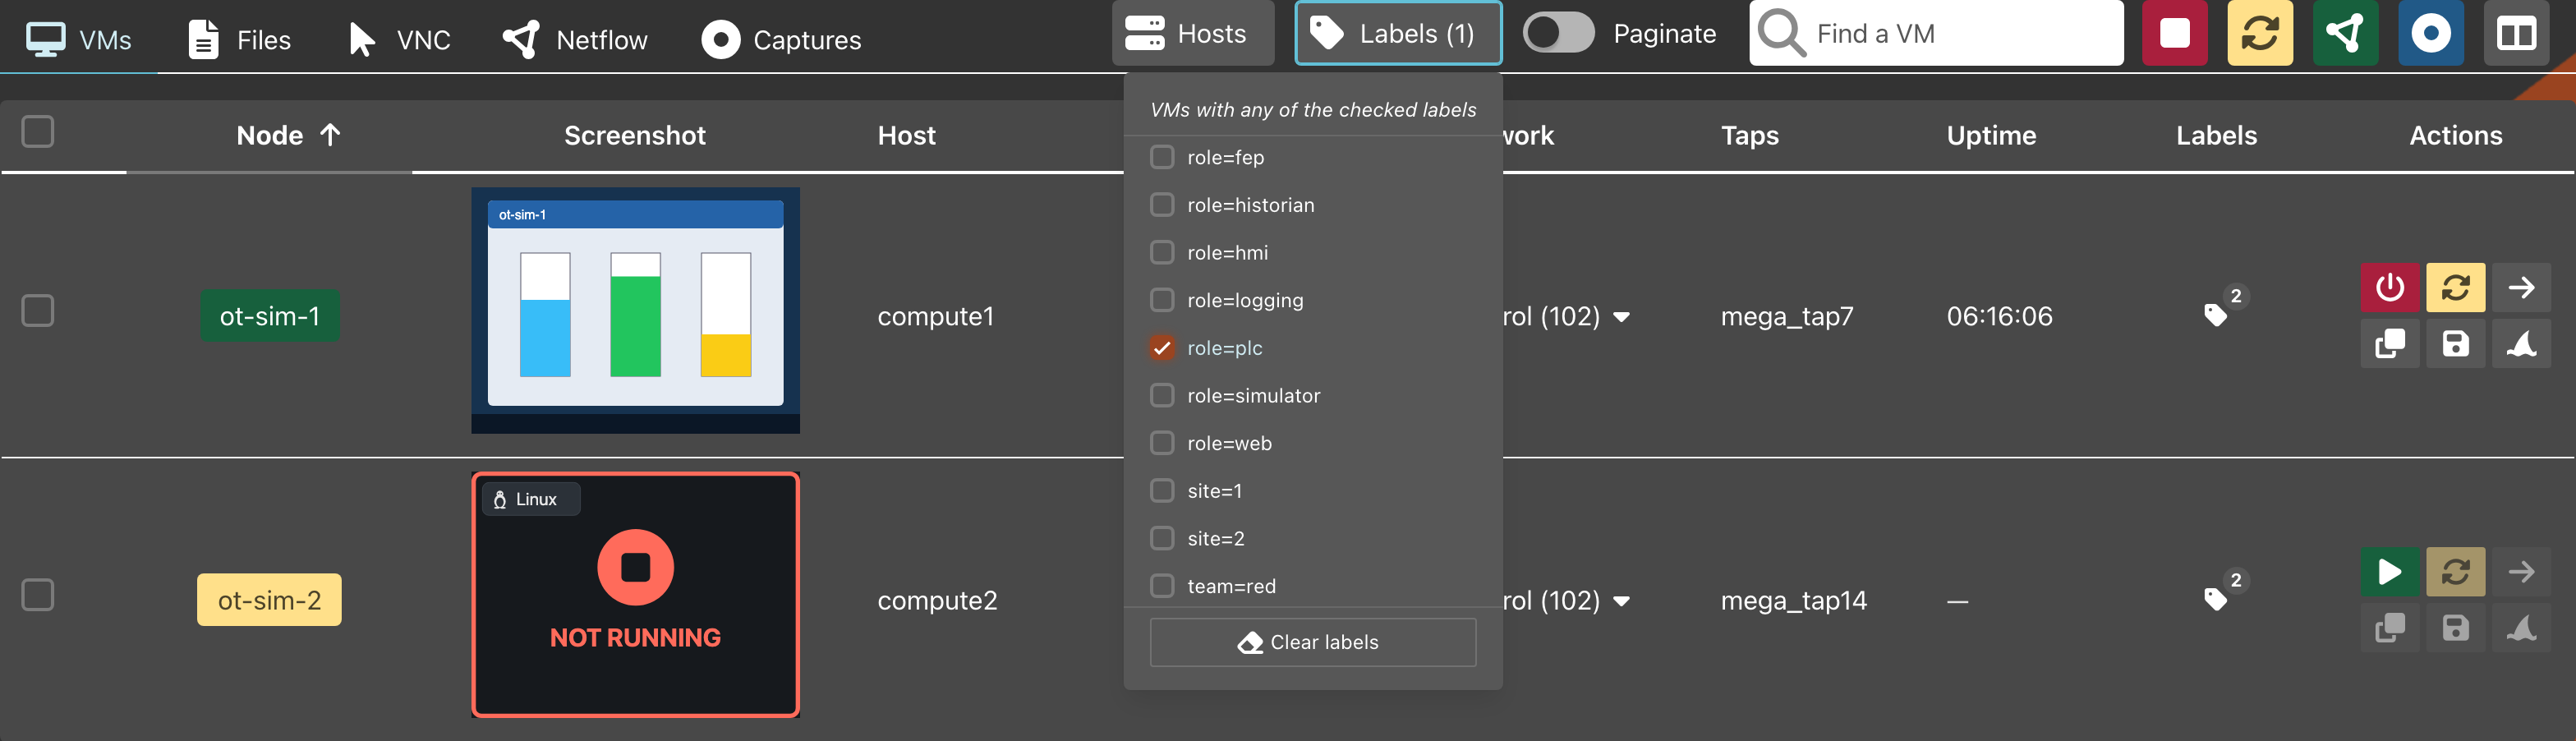 VMs Files VNC Netflow Captures Hosts Labels (1) Paginate Find a VM
VMs with any of the checked labels
Node Screenshot Host work Taps Uptime Labels Actions
role=fep
role=historian
role=hmi
role=logging
role=plc
role=simulator
role=web
site=1
site=2
team=red
Clear labels
ot-sim-1
ot-sim-1 compute1 rol (102) mega_tap7 06:16:06 2
Linux
NOT RUNNING
ot-sim-2 compute2 rol (102) mega_tap14 — 2